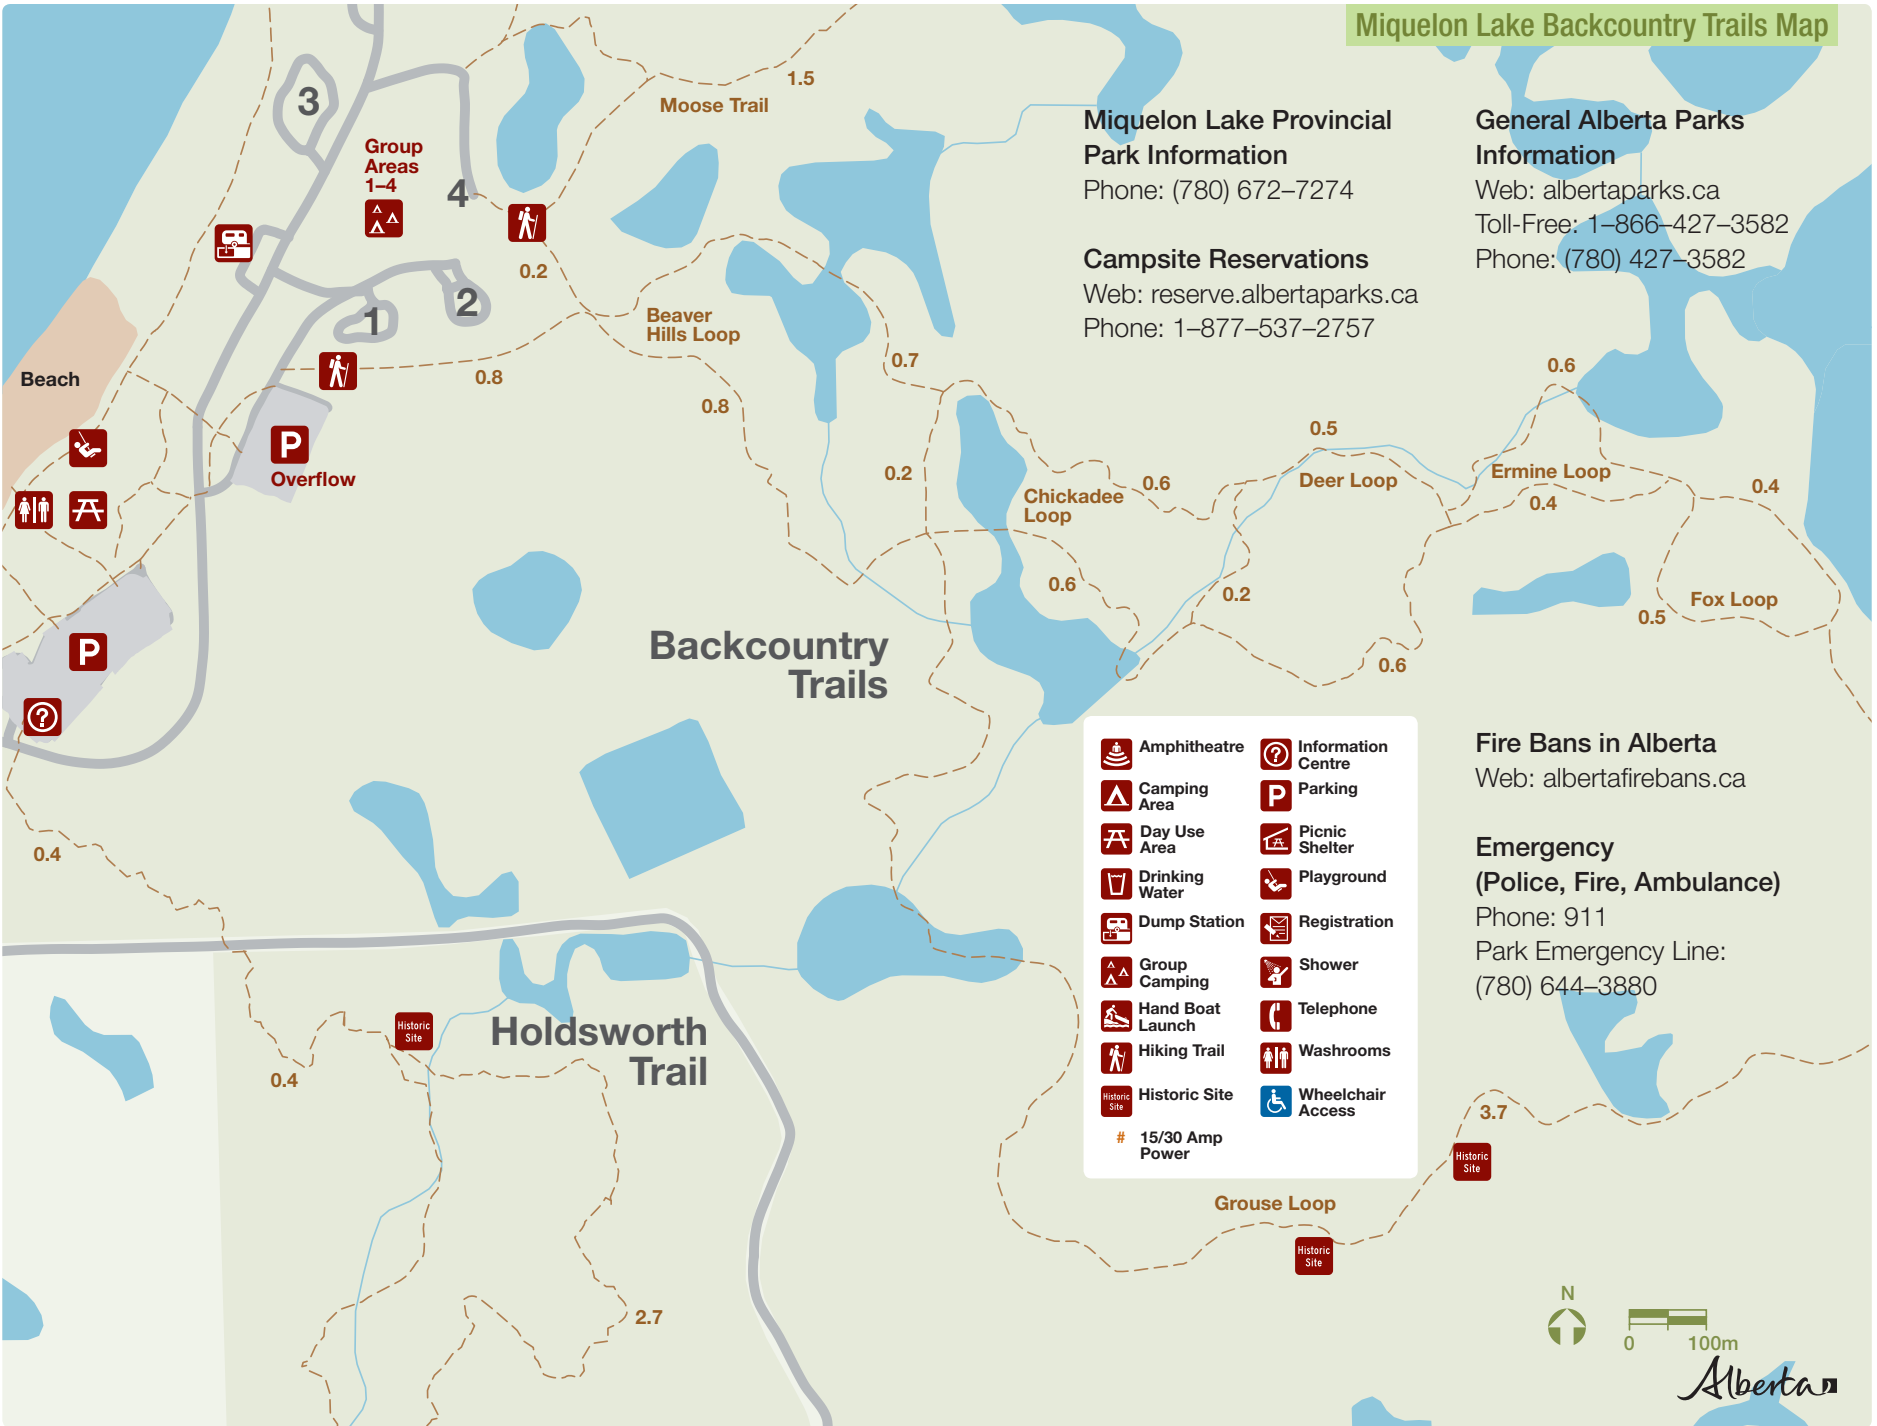 Miquelon Lake Backcountry Trails Map
Miquelon Lake Provincial
Park Information
Phone: (780) 672–7274
Campsite Reservations
Web: reserve.albertaparks.ca
Phone: 1–877–537–2757
General Alberta Parks
Information
Web: albertaparks.ca
Toll-Free: 1–866–427–3582
Phone: (780) 427–3582
1.5
Moose Trail
3
Group
Areas
1–4
4
0.2
2
1
Beaver
Hills Loop
Beach
0.8
0.7
0.8
0.6
P
Overflow
0.5
0.2
Chickadee
Loop
0.6
Deer Loop
Ermine Loop
0.4
0.4
0.6
0.2
0.5
Fox Loop
Backcountry
Trails
0.6
P
?
0.4
Amphitheatre
Camping
Area
Day Use
Area
Drinking
Water
Dump Station
Group
Camping
Hand Boat
Launch
Hiking Trail
Historic
Site
Historic Site
# 15/30 Amp
Power
?
Information
Centre
P
Parking
Picnic
Shelter
Playground
Registration
Shower
Telephone
Washrooms
Wheelchair
Access
Fire Bans in Alberta
Web: albertafirebans.ca
Emergency
(Police, Fire, Ambulance)
Phone: 911
Park Emergency Line:
(780) 644–3880
Historic
Site
Holdsworth
Trail
0.4
3.7
Historic
Site
Grouse Loop
Historic
Site
2.7
N
0 100m
Alberta